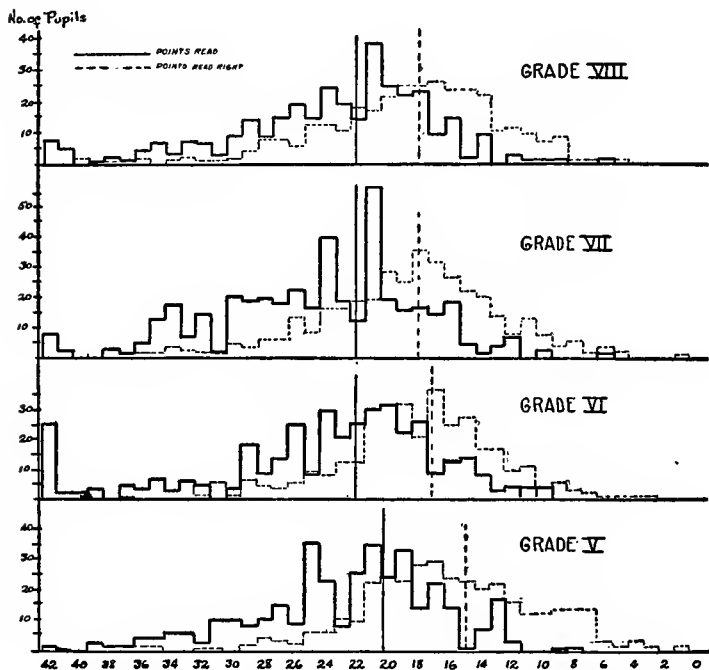 No. of Pupils
POINTS READ
POINTS READ RIGHT
GRADE VIII
40
30
20
10
GRADE VII
50
40
30
20
10
GRADE VI
30
20
10
GRADE V
40
30
20
10
42 40 38 36 34 32 30 28 26 24 22 20 18 16 14 12 10 8 6 4 2 0